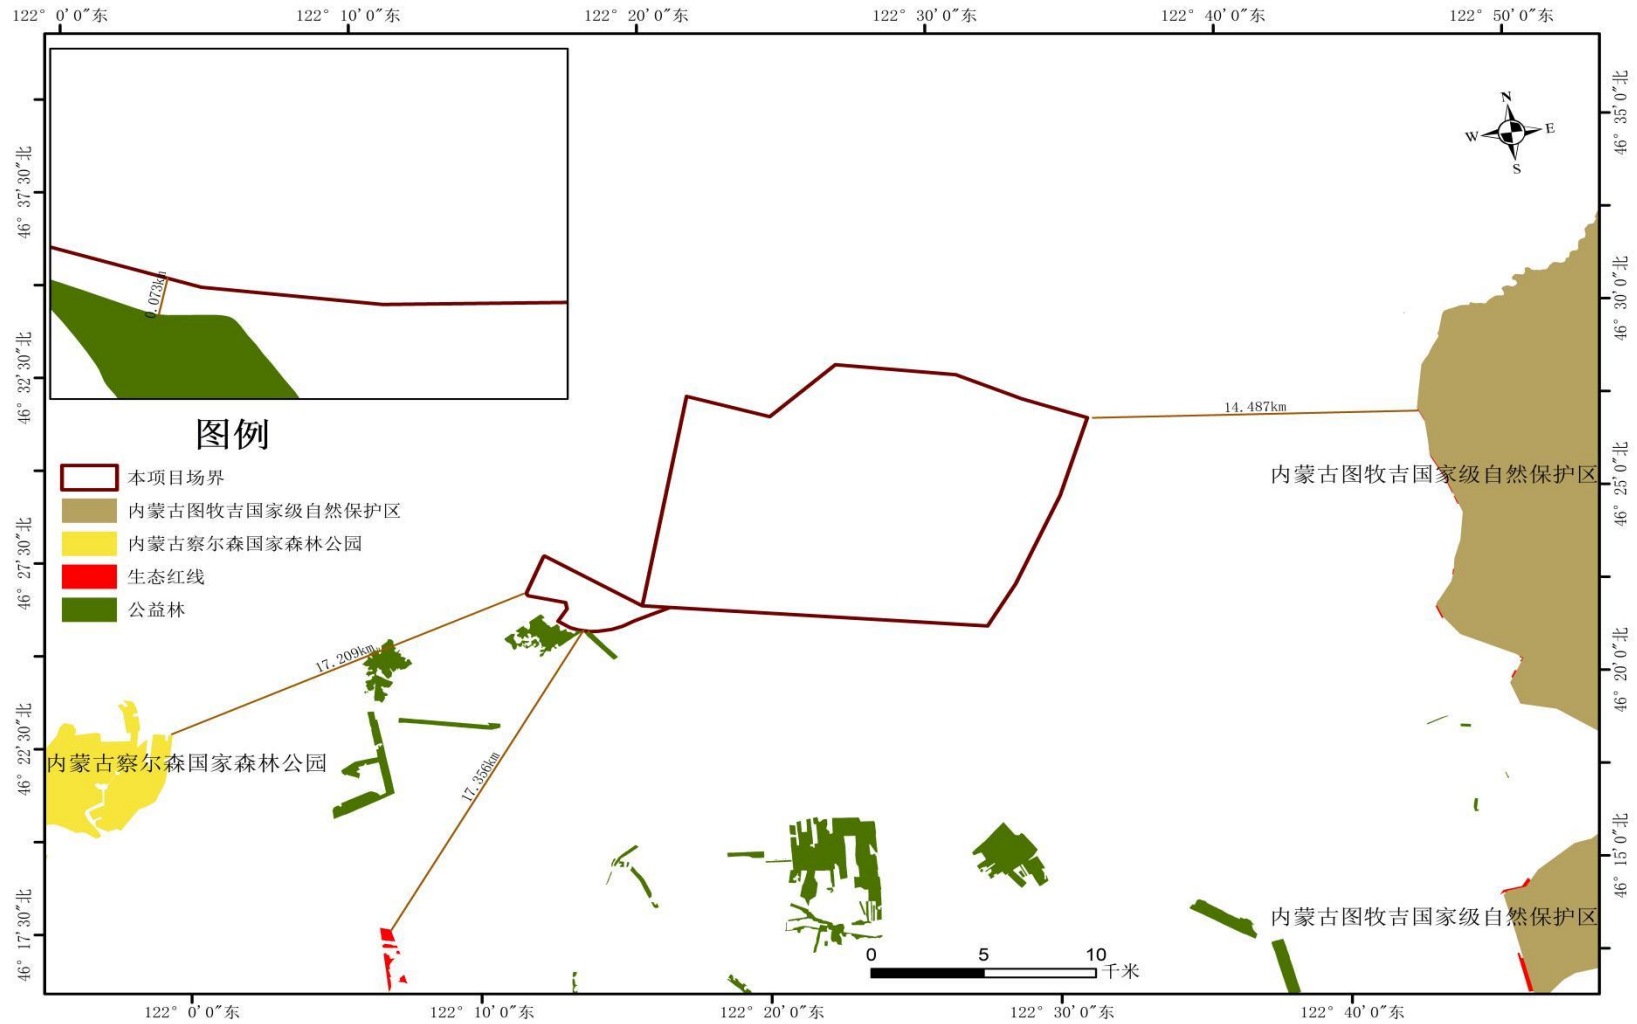 122° 0′0″东
122° 10′0″东
122° 20′0″东
122° 30′0″东
122° 40′0″东
122° 50′0″东
46° 37′30″北
46° 32′30″北
46° 27′30″北
46° 22′30″北
46° 17′30″北
46° 35′0″北
46° 30′0″北
46° 25′0″北
46° 20′0″北
46° 15′0″北
N
W
E
S
0.073km
图例
本项目场界
内蒙古图牧吉国家级自然保护区
内蒙古察尔森国家森林公园
生态红线
公益林
14.487km
内蒙古图牧吉国家级自然保护区
17.209km
内蒙古察尔森国家森林公园
17.356km
内蒙古图牧吉国家级自然保护区
0 5 10
千米
122° 0′0″东
122° 10′0″东
122° 20′0″东
122° 30′0″东
122° 40′0″东